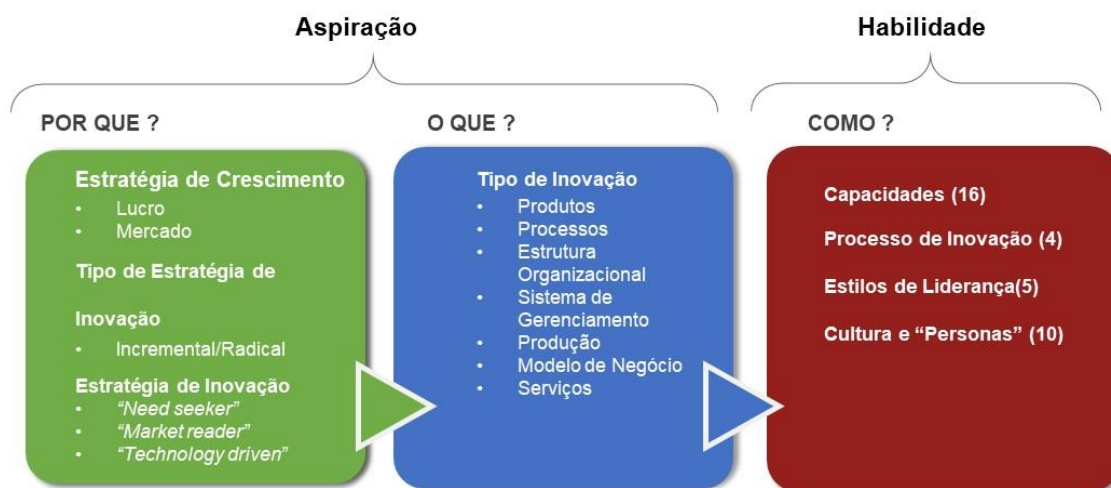 Aspiração
Habilidade
POR QUE ?
Estratégia de Crescimento
• Lucro
• Mercado
Tipo de Estratégia de
Inovação
• Incremental/Radical
Estratégia de Inovação
• “Need seeker”
• “Market reader”
• “Technology driven”
O QUE ?
Tipo de Inovação
• Produtos
• Processos
• Estrutura
Organizacional
• Sistema de
Gerenciamento
• Produção
• Modelo de Negócio
• Serviços
COMO ?
Capacidades (16)
Processo de Inovação (4)
Estilos de Liderança(5)
Cultura e “Personas” (10)